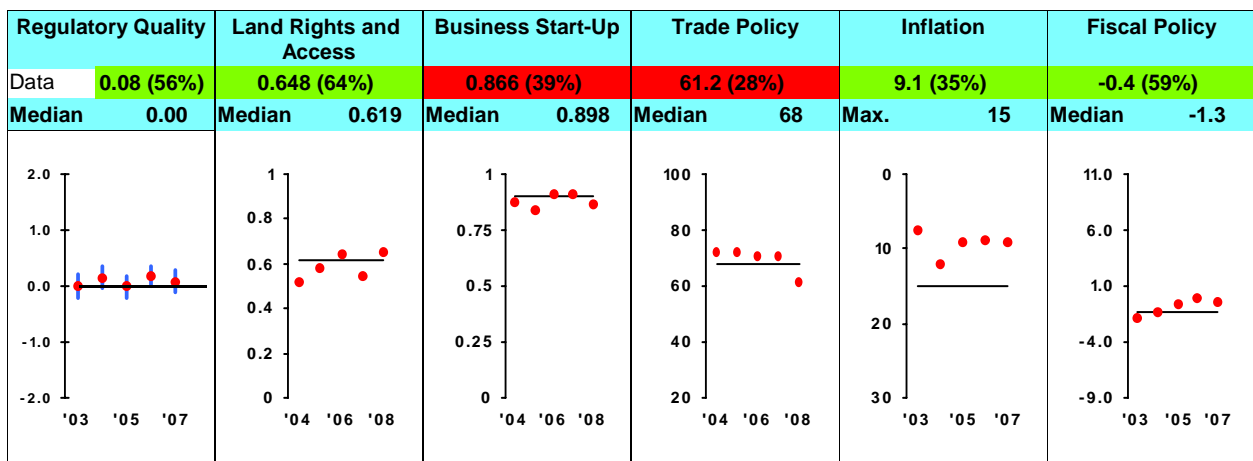 Regulatory Quality
Data 0.08 (56%)
Median 0.00
2.0
1.0
0.0
-1.0
-2.0
'03 '05 '07
Land Rights and
Access
0.648 (64%)
Median 0.619
1
0.8
0.6
0.4
0.2
0
'04 '06 '08
Business Start-Up
0.866 (39%)
Median 0.898
1
0.75
0.5
0.25
0
'04 '06 '08
Trade Policy
61.2 (28%)
Median 68
100
80
60
40
20
'04 '06 '08
Inflation
9.1 (35%)
Max. 15
0
10
20
30
'03 '05 '07
Fiscal Policy
-0.4 (59%)
Median -1.3
11.0
6.0
1.0
-4.0
-9.0
'03 '05 '07